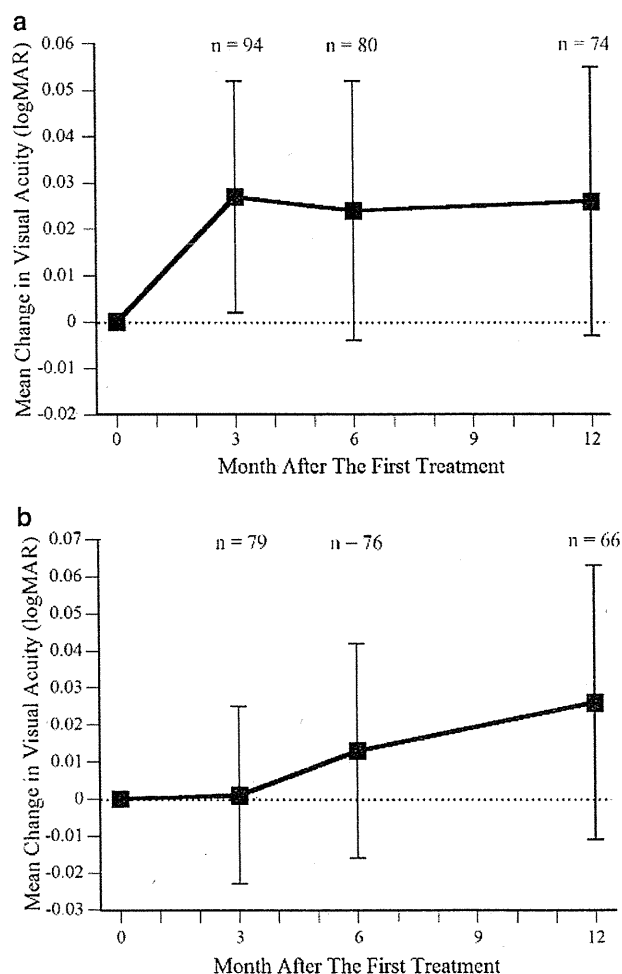 a
Mean Change in Visual Acuity (logMAR)
0.06
0.05
0.04
0.03
0.02
0.01
0
-0.01
-0.02
n = 94
n = 80
n = 74
0
3
6
9
12
Month After The First Treatment
b
Mean Change in Visual Acuity (logMAR)
0.07
0.06
0.05
0.04
0.03
0.02
0.01
0
-0.01
-0.02
-0.03
n = 79
n – 76
n = 66
0
3
6
9
12
Month After The First Treatment